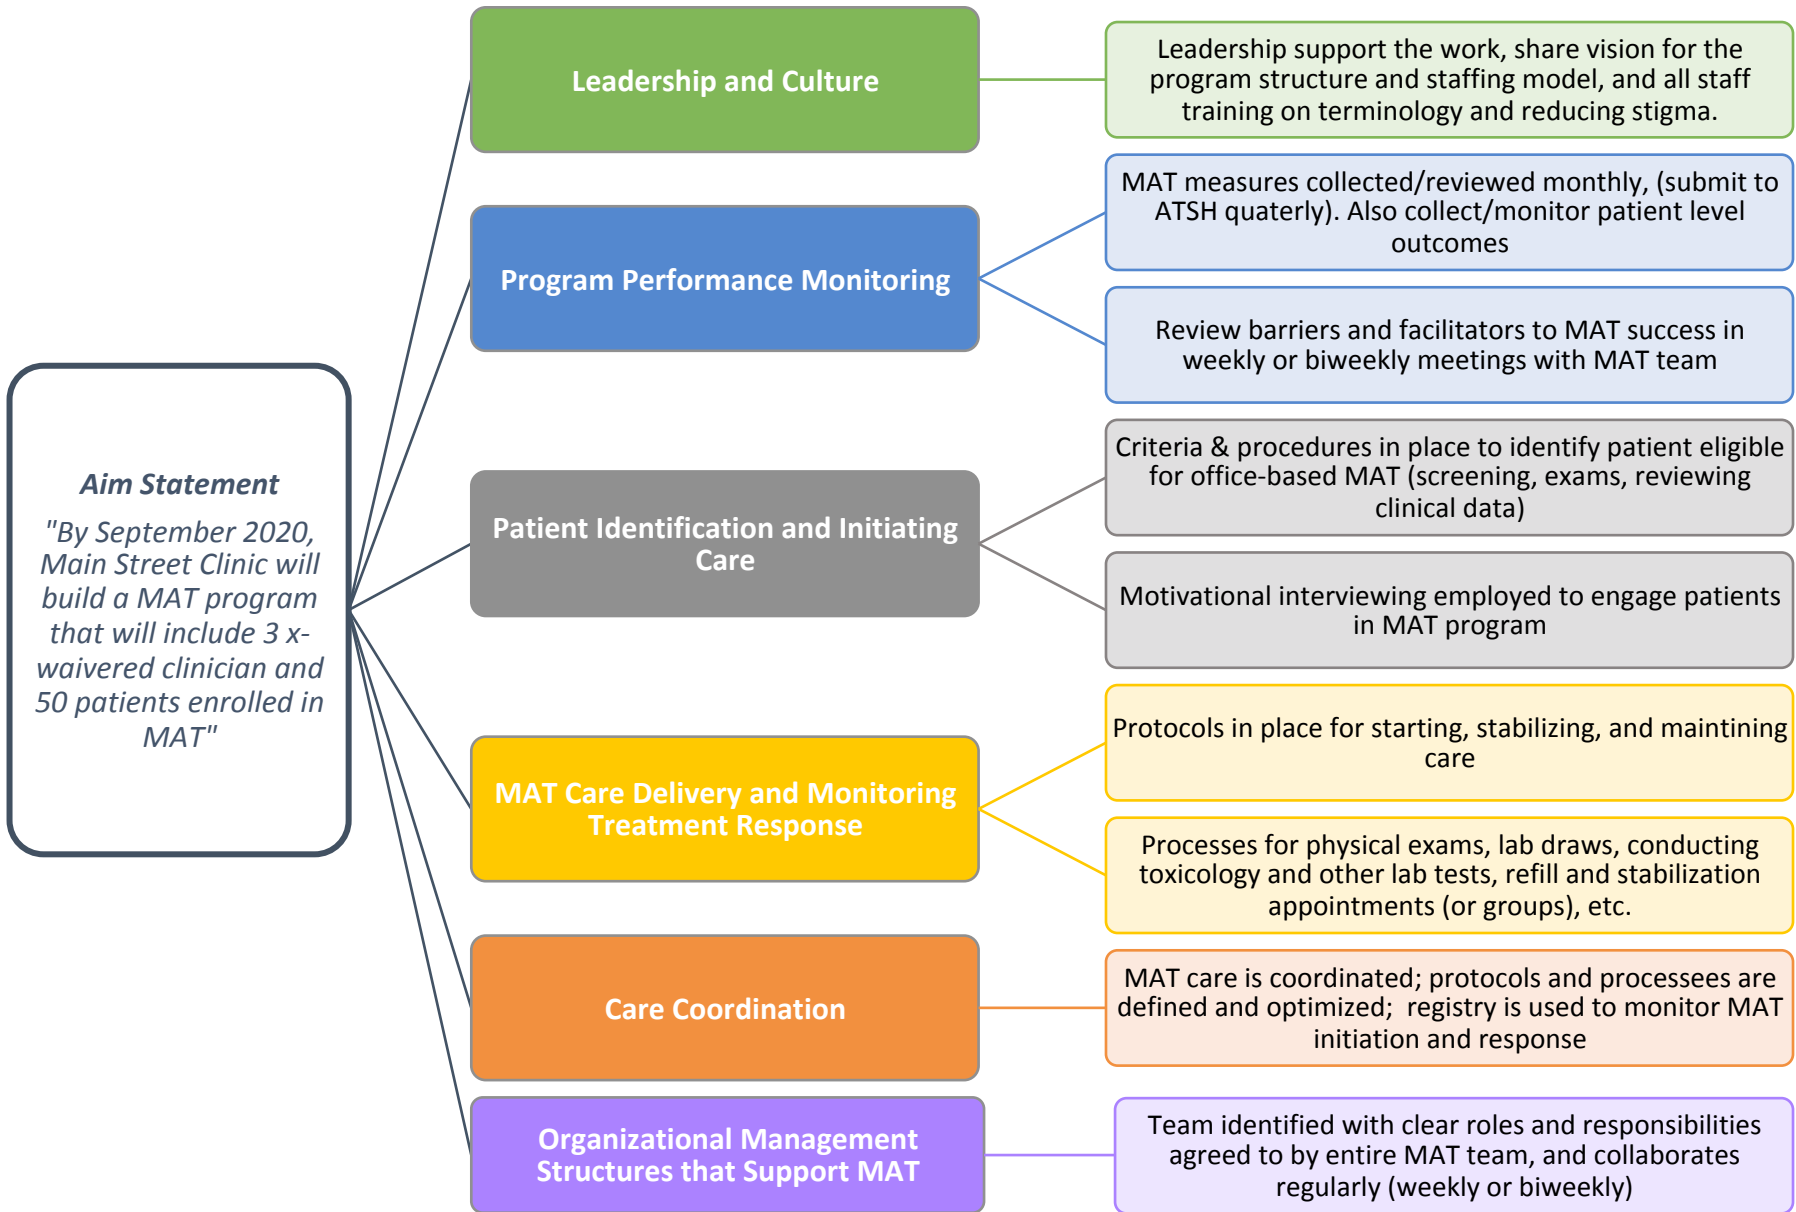 Aim Statement
"By September 2020,
Main Street Clinic will
build a MAT program
that will include 3 x-
waivered clinician and
50 patients enrolled in
MAT"
Leadership and Culture
Leadership support the work, share vision for the
program structure and staffing model, and all staff
training on terminology and reducing stigma.
Program Performance Monitoring
MAT measures collected/reviewed monthly, (submit to
ATSH quaterly). Also collect/monitor patient level
outcomes
Review barriers and facilitators to MAT success in
weekly or biweekly meetings with MAT team
Patient Identification and Initiating
Care
Criteria & procedures in place to identify patient eligible
for office-based MAT (screening, exams, reviewing
clinical data)
Motivational interviewing employed to engage patients
in MAT program
MAT Care Delivery and Monitoring
Treatment Response
Protocols in place for starting, stabilizing, and maintining
care
Processes for physical exams, lab draws, conducting
toxicology and other lab tests, refill and stabilization
appointments (or groups), etc.
Care Coordination
MAT care is coordinated; protocols and processees are
defined and optimized;  registry is used to monitor MAT
initiation and response
Organizational Management
Structures that Support MAT
Team identified with clear roles and responsibilities
agreed to by entire MAT team, and collaborates
regularly (weekly or biweekly)